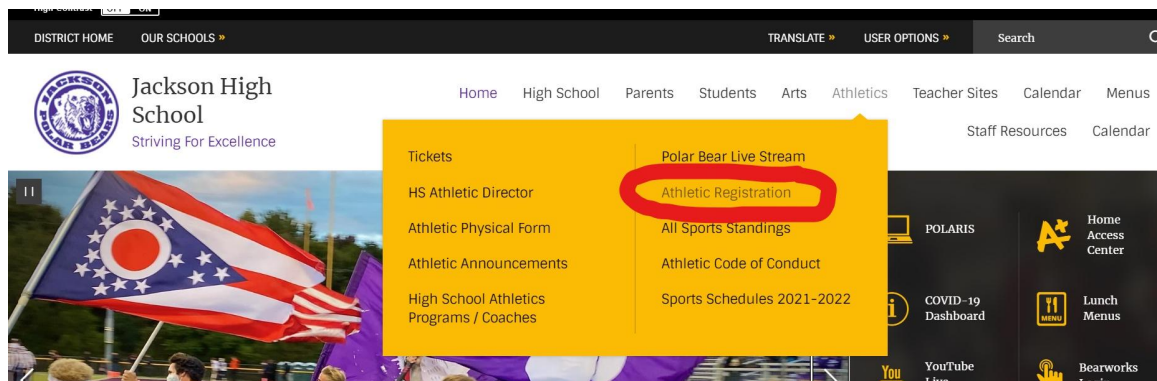 High Contrast OFF ON
DISTRICT HOME OUR SCHOOLS » TRANSLATE » USER OPTIONS » Search
JACKSON POLAR BEARS
Jackson High
School
Striving For Excellence
Home High School Parents Students Arts Athletics Teacher Sites Calendar Menus
Staff Resources Calendar
Tickets
HS Athletic Director
Athletic Physical Form
Athletic Announcements
High School Athletics
Programs / Coaches
Polar Bear Live Stream
Athletic Registration
All Sports Standings
Athletic Code of Conduct
Sports Schedules 2021-2022
POLARIS
A+ Home
Access
Center
i COVID-19
Dashboard
MENU Lunch
Menus
You YouTube
Live
Bearworks